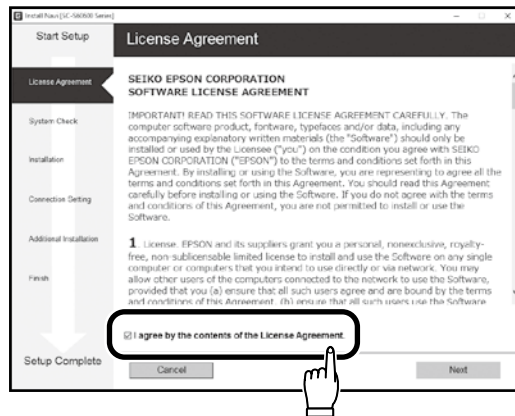 Install Navi [SC-S80600 Series]
Start Setup
License Agreement
License Agreement
System Check
Installation
Connection Setting
Additional Installation
Finish
Setup Complete
SEIKO EPSON CORPORATION
SOFTWARE LICENSE AGREEMENT
IMPORTANT! READ THIS SOFTWARE LICENSE AGREEMENT CAREFULLY. The
computer software product, fontware, typefaces and/or data, including any
accompanying explanatory written materials (the "Software") should only be
installed or used by the Licensee ("you") on the condition you agree with SEIKO
EPSON CORPORATION ("EPSON") to the terms and conditions set forth in this
Agreement. By installing or using the Software, you are representing to agree all the
terms and conditions set forth in this Agreement. You should read this Agreement
carefully before installing or using the Software. If you do not agree with the terms
and conditions of this Agreement, you are not permitted to install or use the
Software.
1. License. EPSON and its suppliers grant you a personal, nonexclusive, royalty-
free, non-sublicensable limited license to install and use the Software on any single
computer or computers that you intend to use directly or via network. You may
allow other users of the computers connected to the network to use the Software,
provided that you (a) ensure that all such users agree and are bound by the terms
and conditions of this Agreement, (b) ensure that all such users use the Software
I agree by the contents of the License Agreement.
Cancel
Next